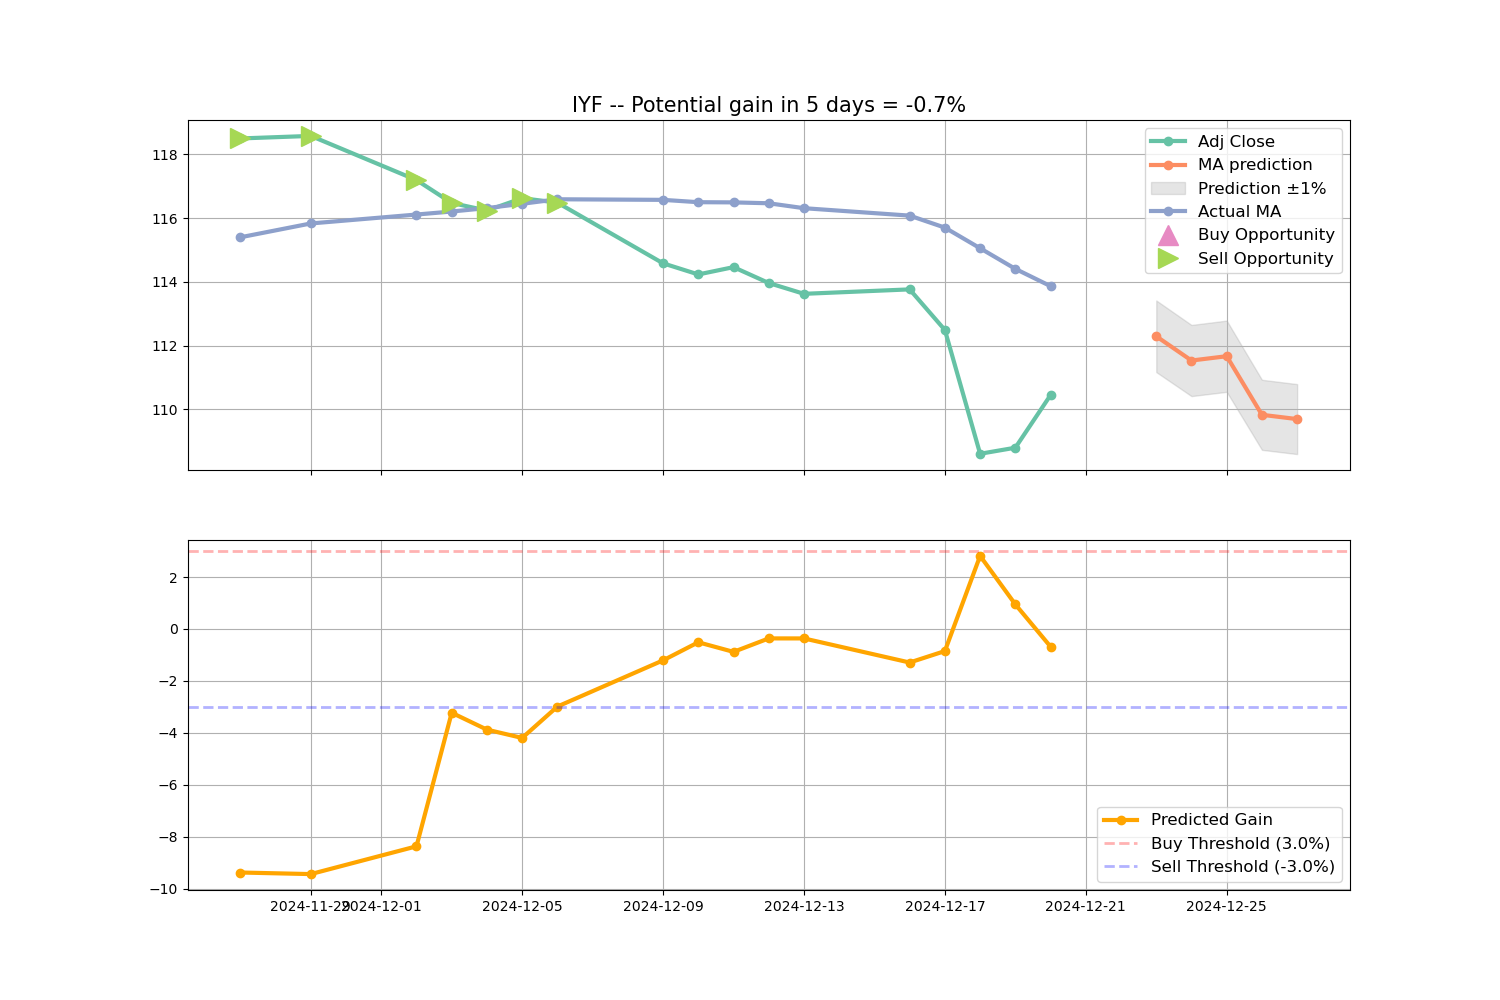 IYF -- Potential gain in 5 days = -0.7%
118
116
114
112
110
Adj Close
MA prediction
Prediction ±1%
Actual MA
Buy Opportunity
Sell Opportunity
2
0
−2
−4
−6
−8
−10
Predicted Gain
Buy Threshold (3.0%)
Sell Threshold (-3.0%)
2024-11-29 2024-12-01 2024-12-05 2024-12-09 2024-12-13 2024-12-17 2024-12-21 2024-12-25